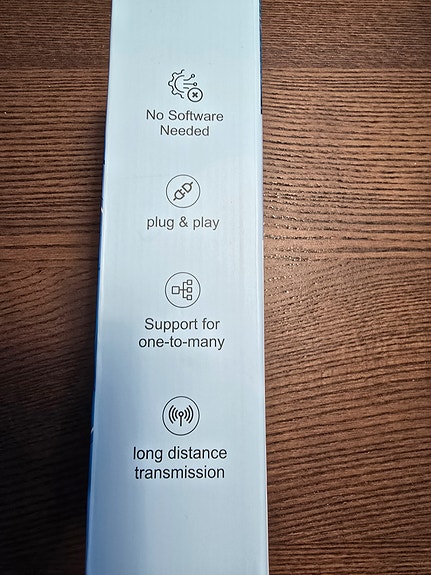 No Software
Needed
plug & play
Support for
one-to-many
long distance
transmission